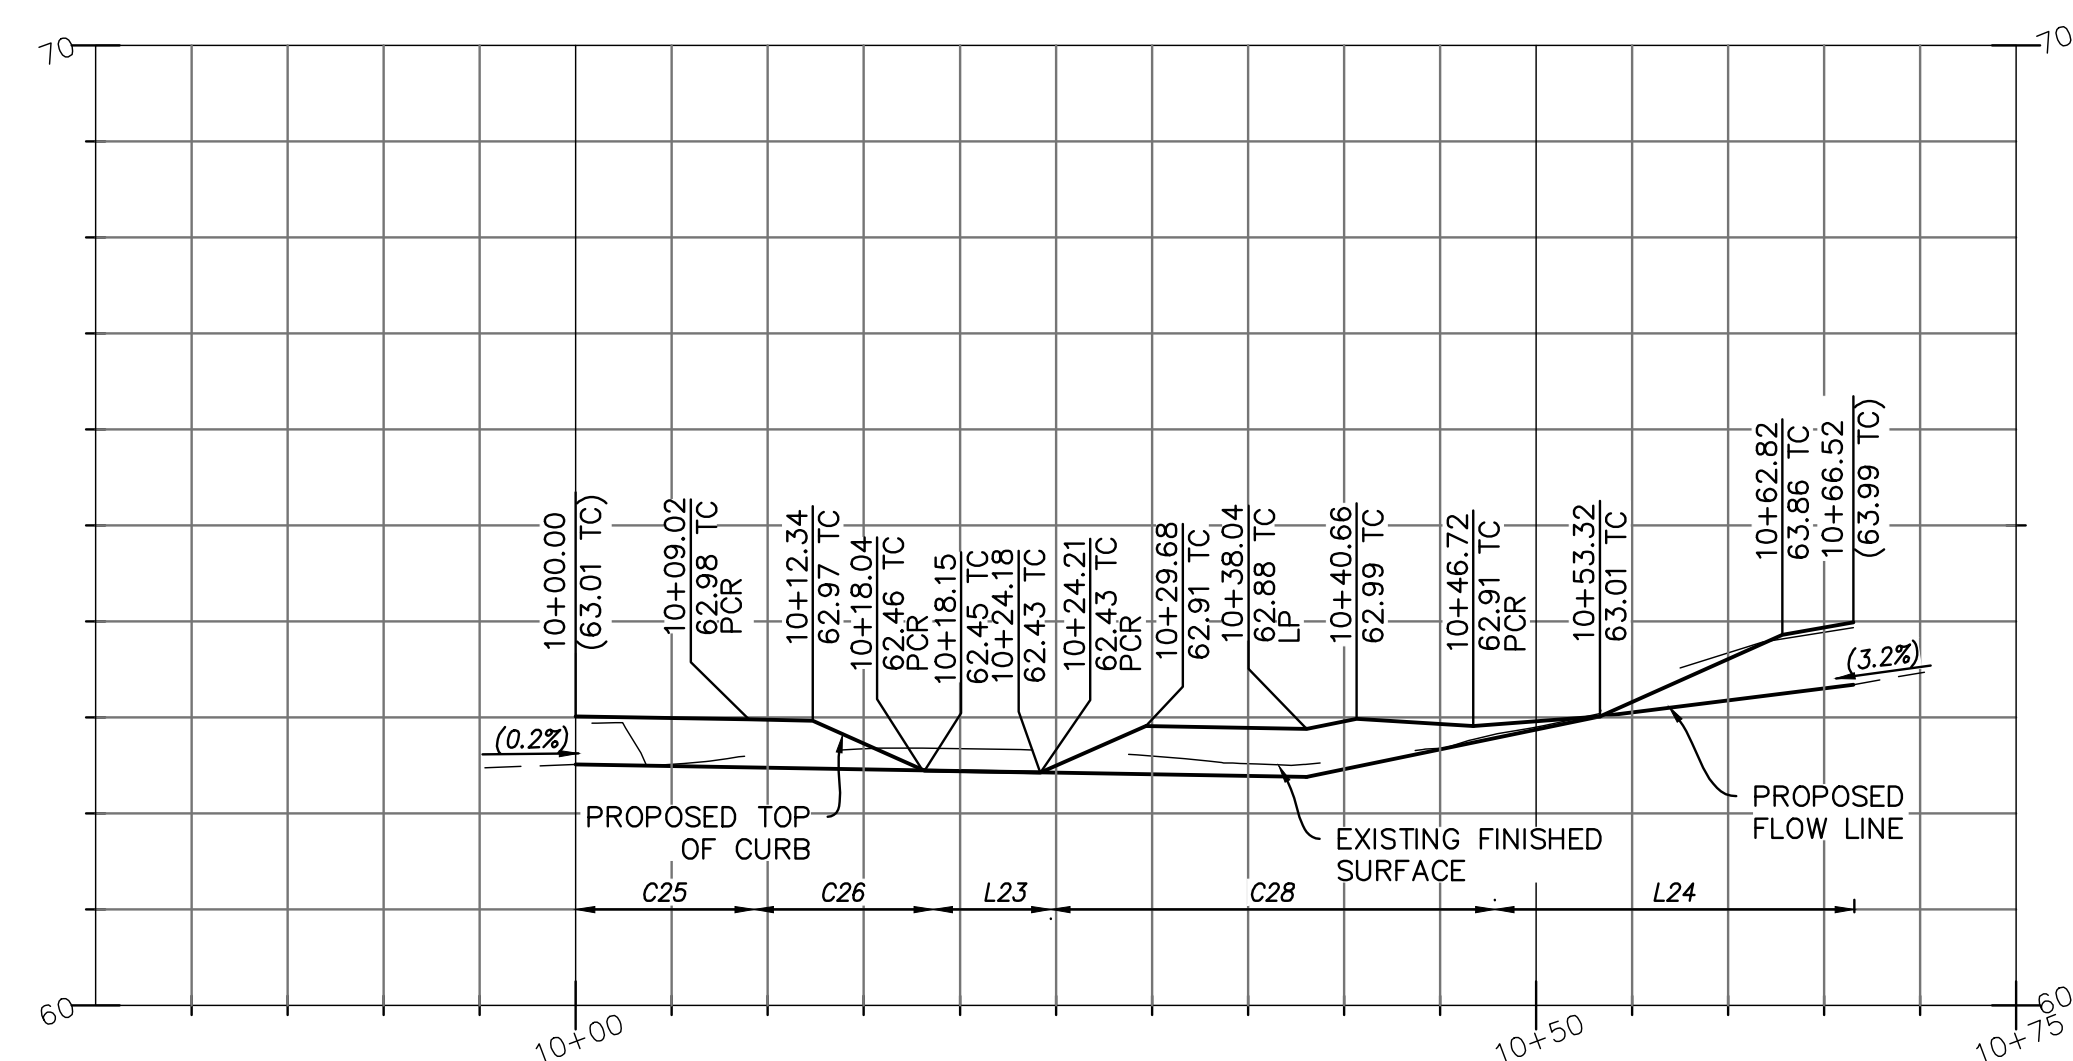 70
70
10+00.00
(63.01 TC)
10+09.02
62.98 TC
PCR
10+12.34
62.97 TC
10+18.04
62.46 TC
PCR
10+18.15
62.45 TC
10+24.18
62.43 TC
10+24.21
62.43 TC
PCR
10+29.68
62.91 TC
10+38.04
62.88 TC
LP
10+40.66
62.99 TC
10+46.72
62.91 TC
PCR
10+53.32
63.01 TC
10+62.82
63.86 TC
10+66.52
(63.99 TC)
(0.2%)
(3.2%)
PROPOSED TOP
OF CURB
EXISTING FINISHED
SURFACE
PROPOSED
FLOW LINE
C25
C26
L23
C28
L24
60
60
10+00
10+50
10+75